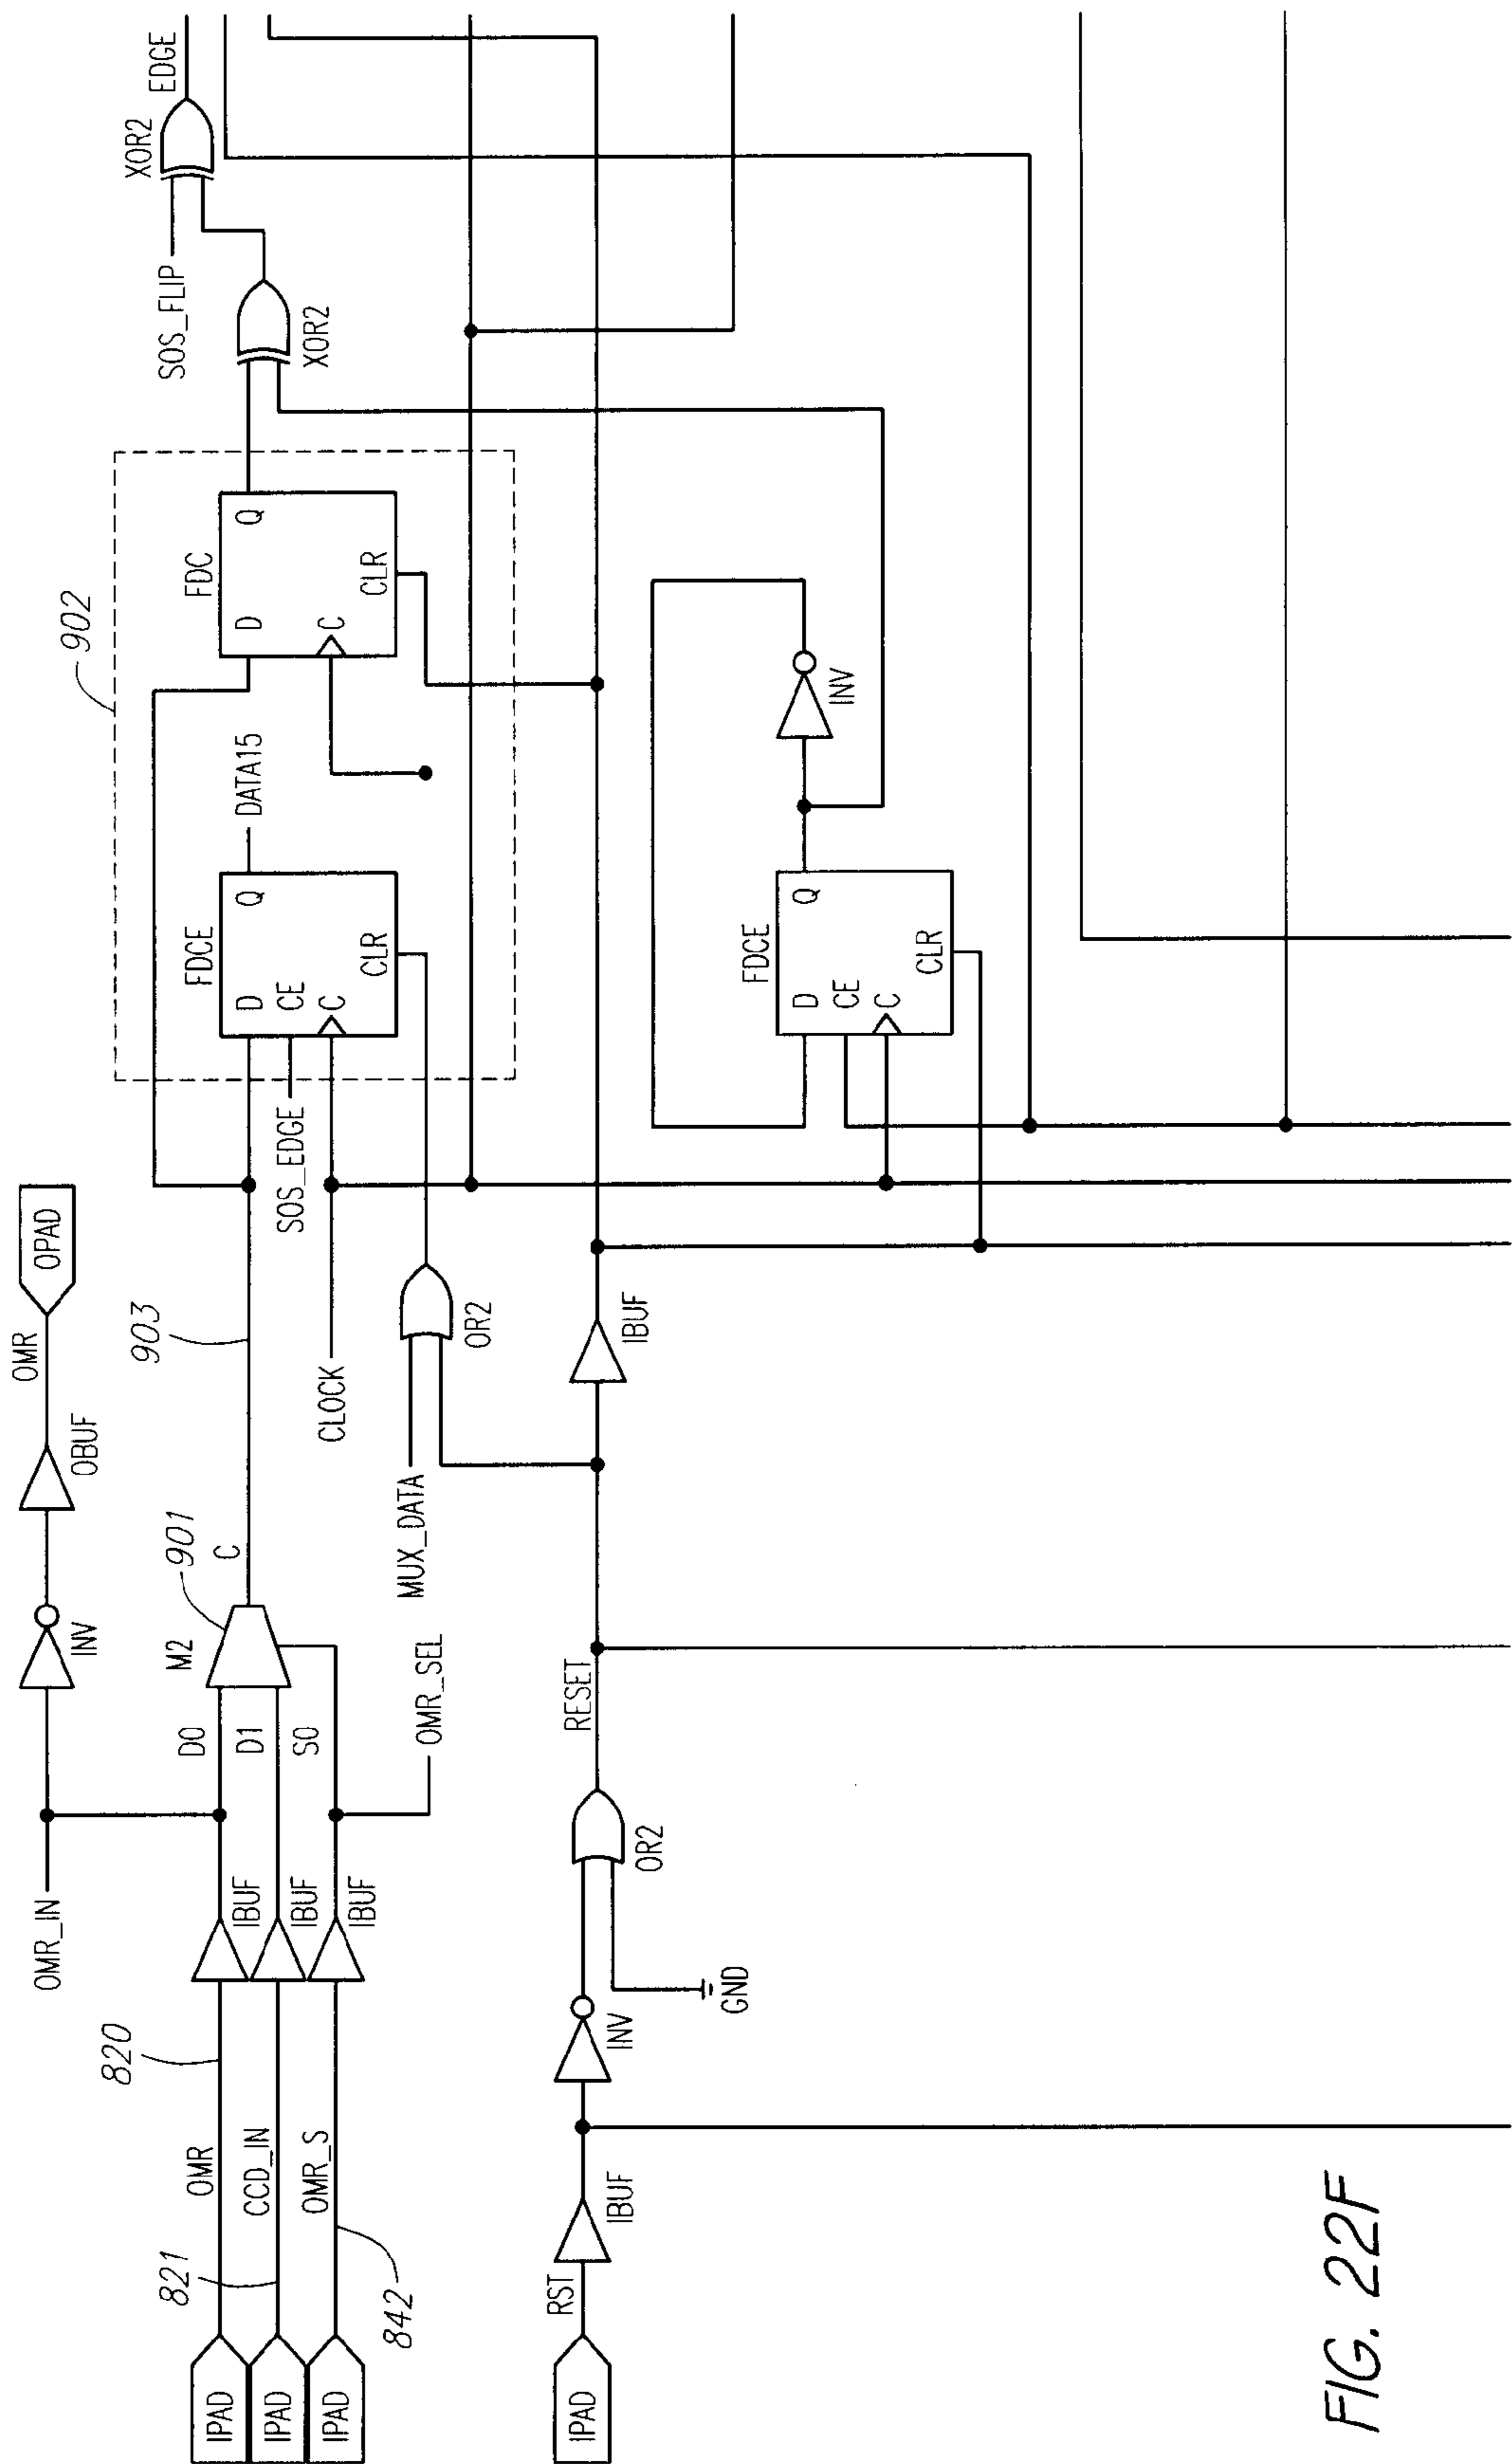 OMR_IN
INV
OBUF
OMR
OPAD
IPAD
OMR
820
IBUF
D0
M2
901
C
903
IPAD
821
CCD_IN
IBUF
D1
IPAD
842
OMR_S
IBUF
S0
OMR_SEL
902
FDCE
D
Q
CE
C
CLR
SOS_EDGE
CLOCK
DATA15
FDC
D
Q
C
CLR
XOR2
SOS_FLIP
XOR2
EDGE
MUX_DATA
OR2
IPAD
RST
IBUF
INV
GND
OR2
RESET
IBUF
FDCE
D
Q
CE
C
CLR
INV
FIG. 22F